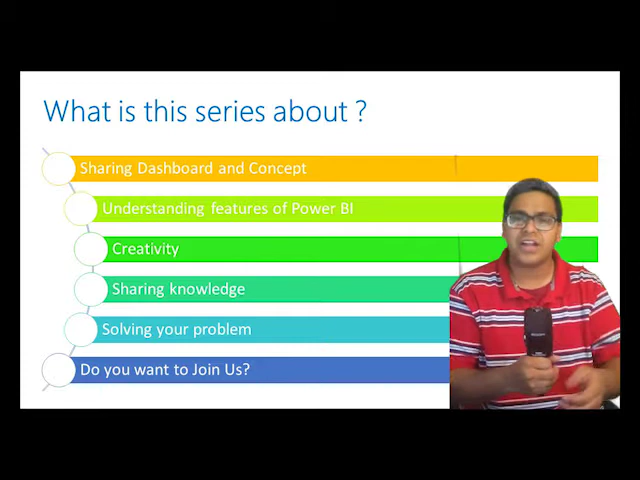 What is this series about ?
Sharing Dashboard and Concept
Understanding features of Power BI
Creativity
Sharing knowledge
Solving your problem
Do you want to Join Us?